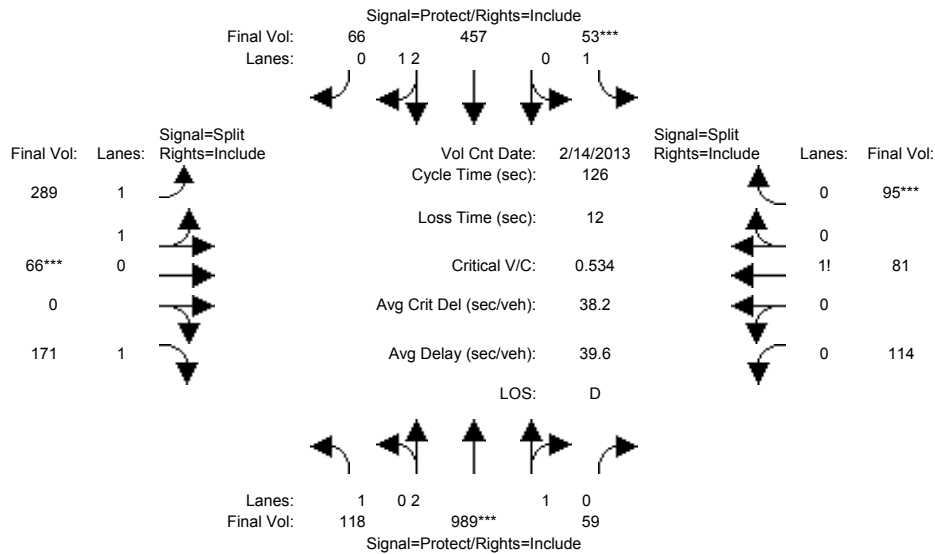 Signal=Protect/Rights=Include
Final Vol: 66 457 53***
Lanes: 0 1 2 0 1
Signal=Split
Final Vol: Lanes: Rights=Include
Vol Cnt Date: 2/14/2013
Signal=Split
Rights=Include Lanes: Final Vol:
Cycle Time (sec): 126
289 1
0 95***
Loss Time (sec): 12
1
0
66*** 0
Critical V/C: 0.534
1! 81
0
Avg Crit Del (sec/veh): 38.2
0
171 1
Avg Delay (sec/veh): 39.6
0 114
LOS: D
Lanes: 1 0 2 1 0
Final Vol: 118 989*** 59
Signal=Protect/Rights=Include